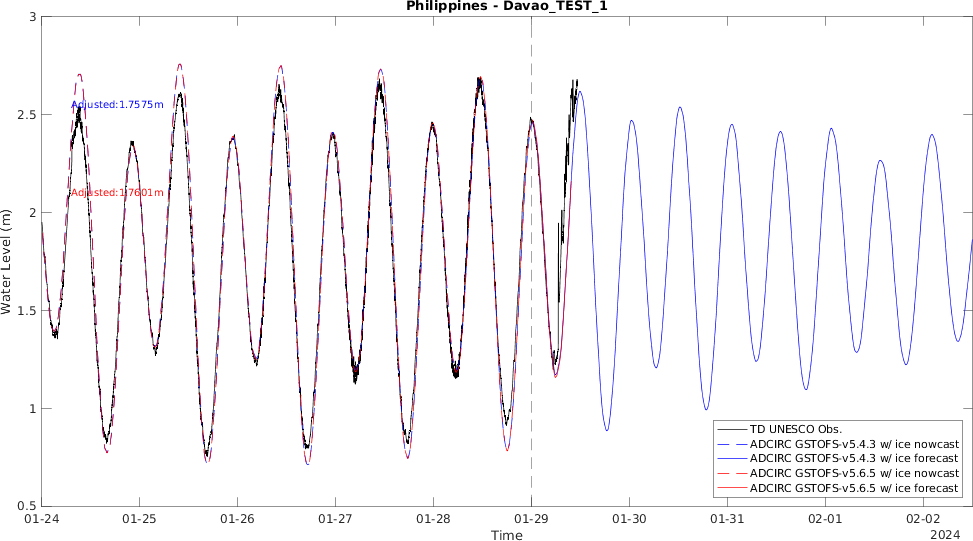 Philippines - Davao_TEST_1
Water Level (m)
3
2.5
2
1.5
1
0.5
Adjusted:1.7575m
Adjusted:1.7601m
TD UNESCO Obs.
ADCIRC GSTOFS-v5.4.3 w/ ice nowcast
ADCIRC GSTOFS-v5.4.3 w/ ice forecast
ADCIRC GSTOFS-v5.6.5 w/ ice nowcast
ADCIRC GSTOFS-v5.6.5 w/ ice forecast
01-24 01-25 01-26 01-27 01-28 01-29 01-30 01-31 02-01 02-02
Time
2024